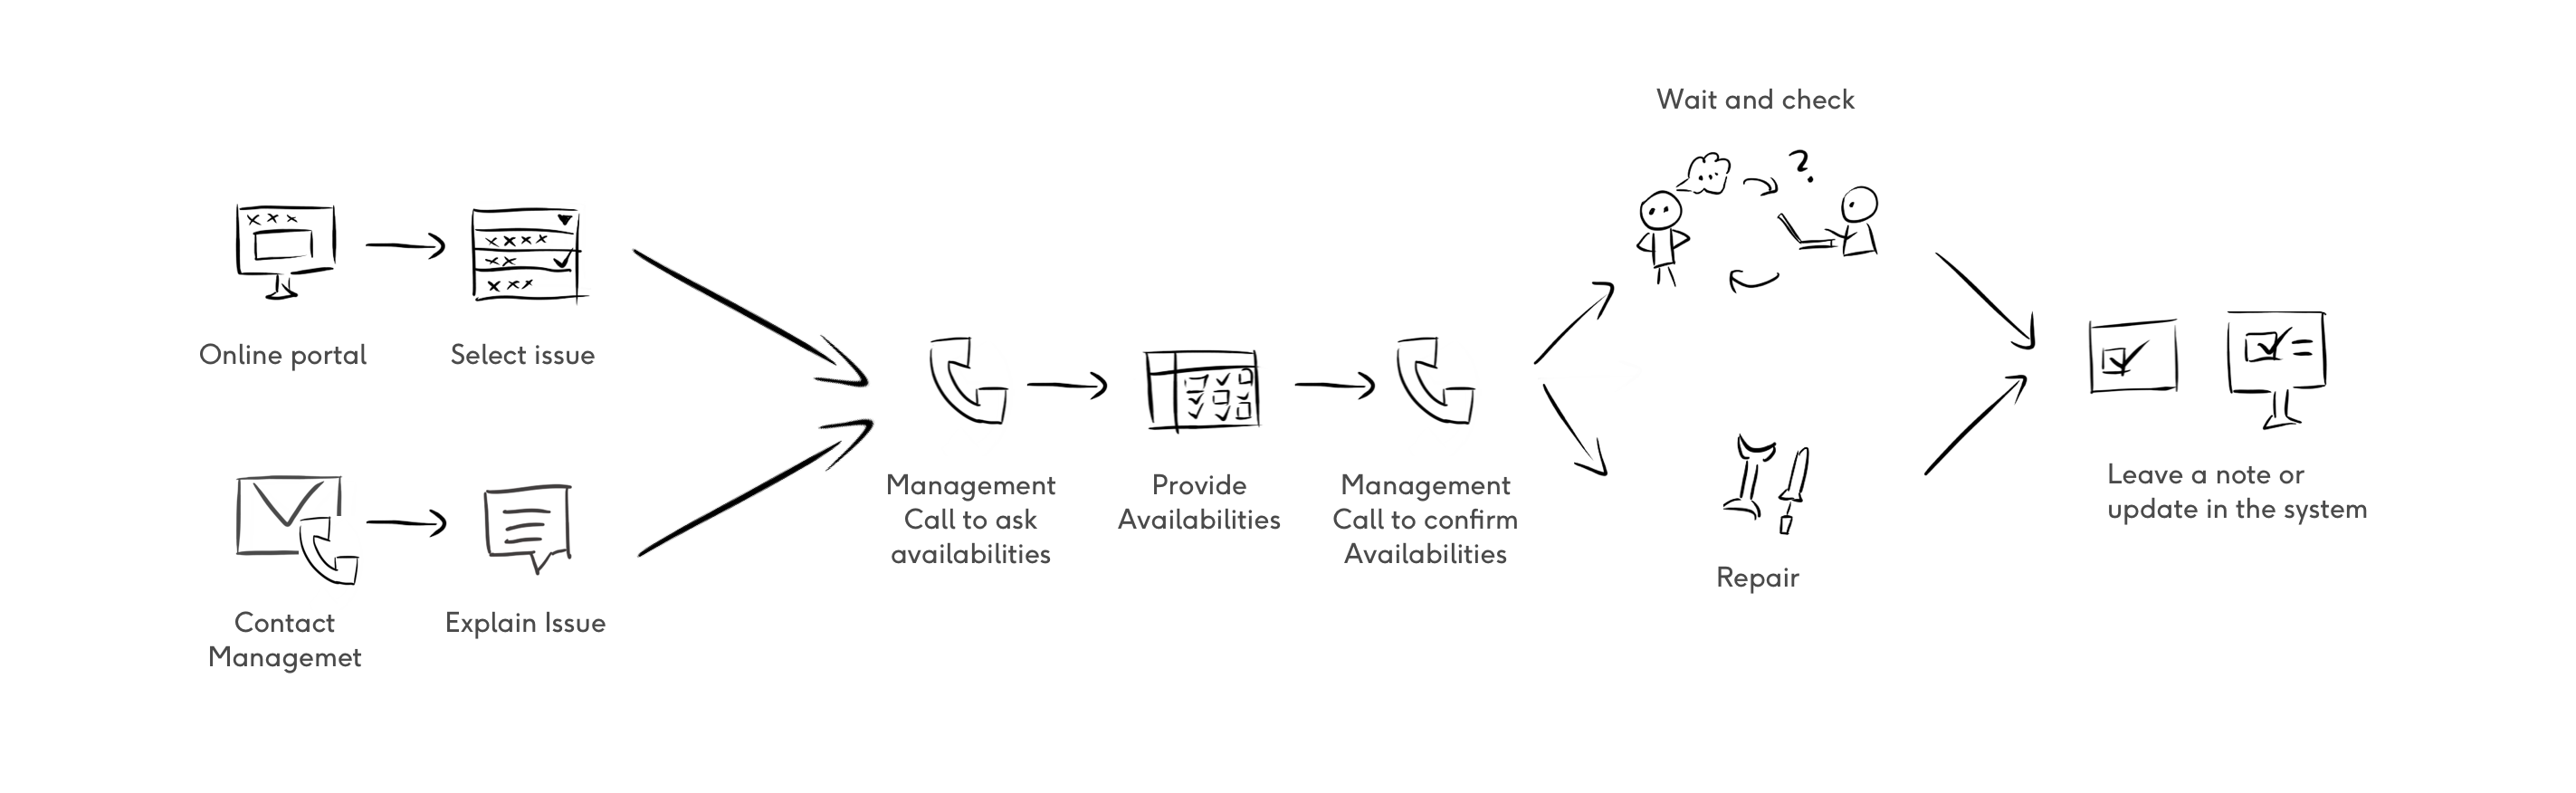 Wait and check
?
Online portal
Select issue
Contact
Managemet
Explain Issue
Management
Call to ask
availabilities
Provide
Availabilities
Management
Call to confirm
Availabilities
Repair
Leave a note or
update in the system